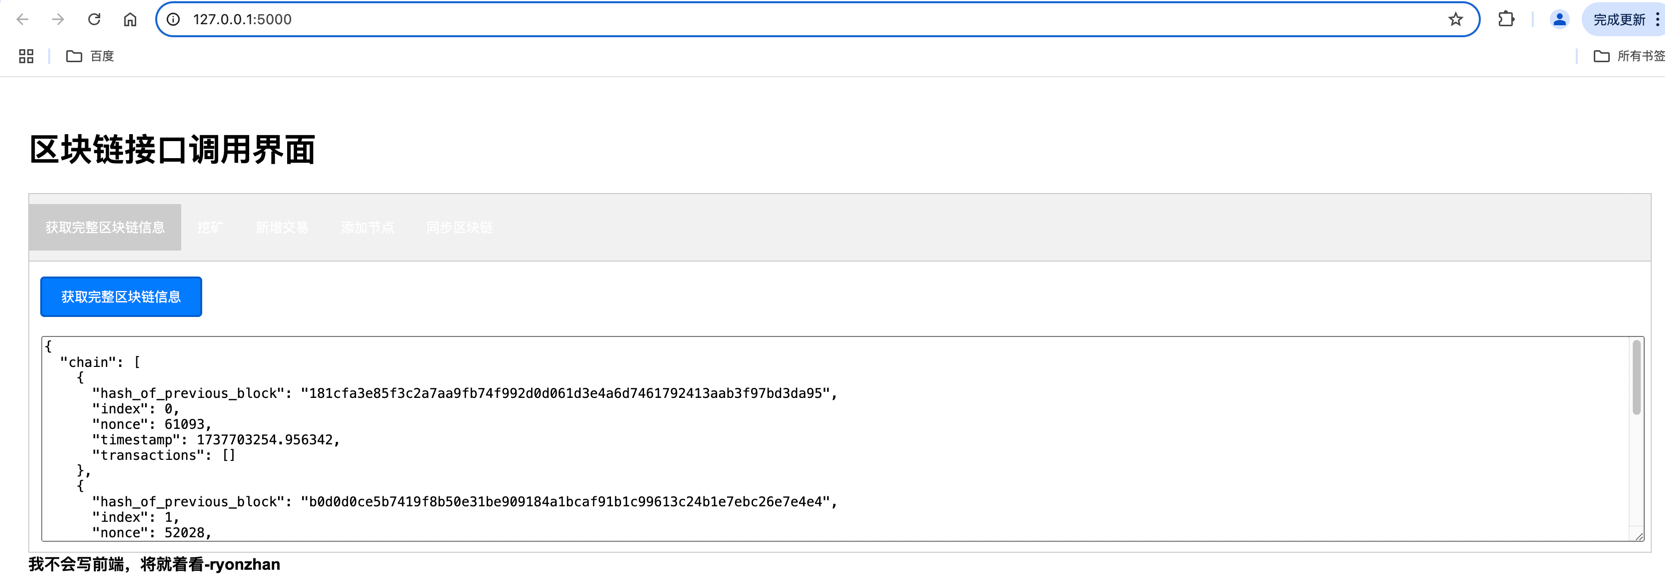 127.0.0.1:5000
完成更新
百度
所有书签
区块链接口调用界面
获取完整区块链信息 挖矿 新增交易 添加节点 同步区块链
获取完整区块链信息
{
  "chain": [
    {
      "hash_of_previous_block": "181cfa3e85f3c2a7aa9fb74f992d0d061d3e4a6d7461792413aab3f97bd3da95",
      "index": 0,
      "nonce": 61093,
      "timestamp": 1737703254.956342,
      "transactions": []
    },
    {
      "hash_of_previous_block": "b0d0d0ce5b7419f8b50e31be909184a1bcaf91b1c99613c24b1e7ebc26e7e4e4",
      "index": 1,
      "nonce": 52028,
我不会写前端，将就着看-ryonzhan